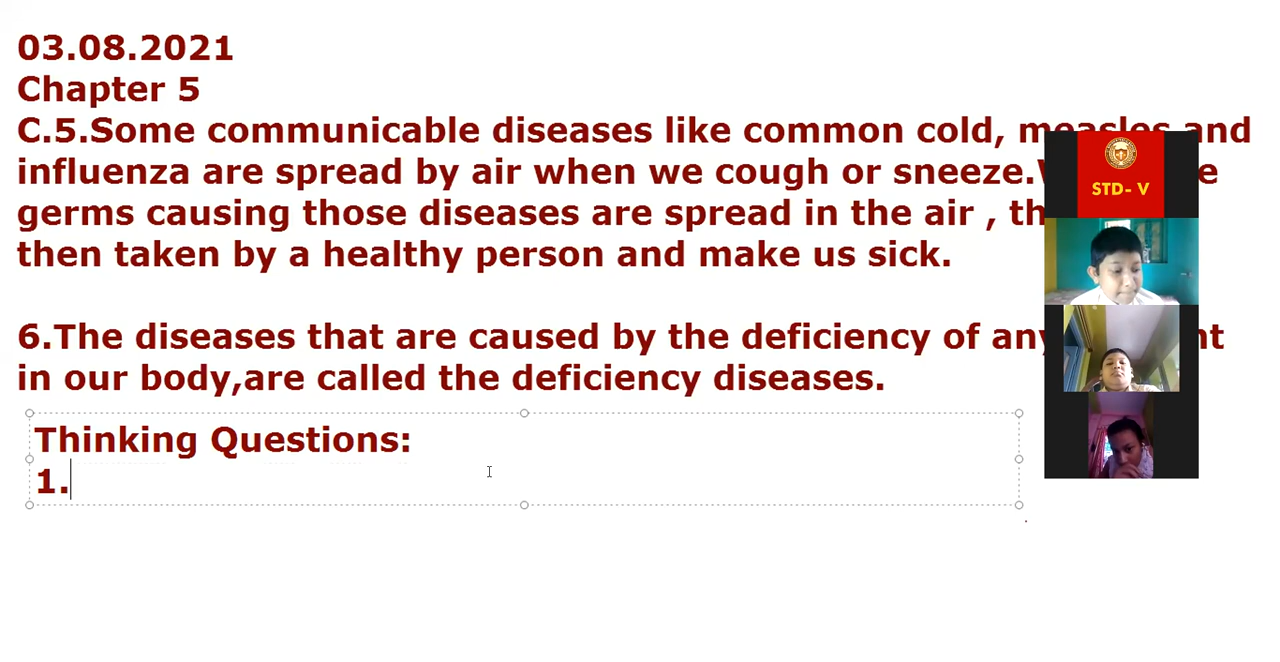 03.08.2021
Chapter 5
C.5.Some communicable diseases like common cold, measles and
influenza are spread by air when we cough or sneeze.
germs causing those diseases are spread in the air ,
then taken by a healthy person and make us sick.
6.The diseases that are caused by the deficiency of any
in our body,are called the deficiency diseases.
Thinking Questions:
1.
STD- V